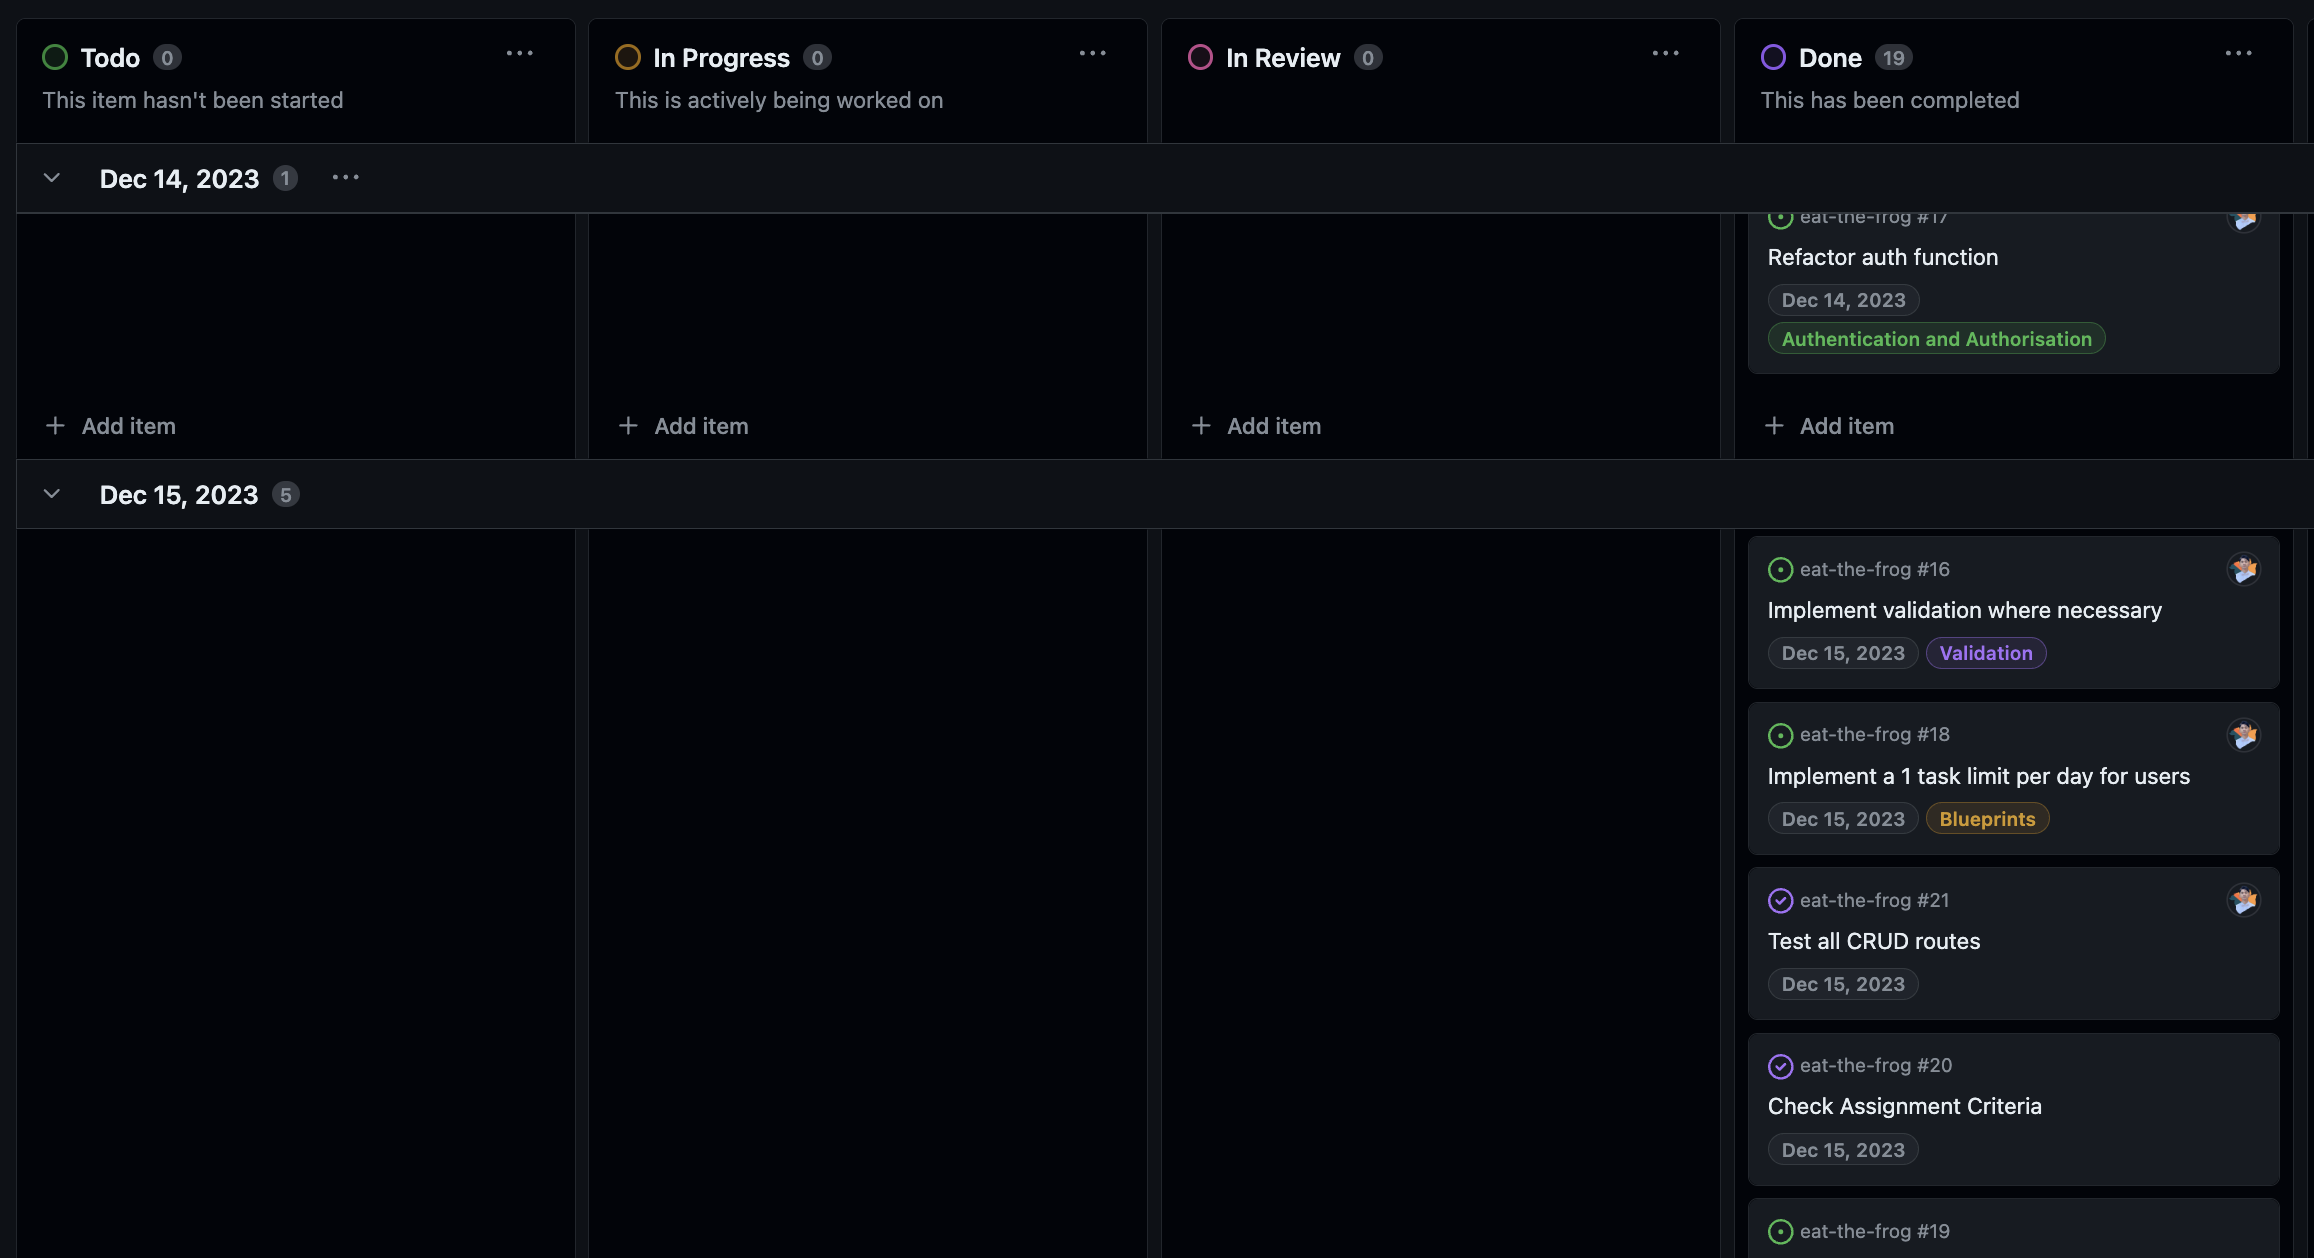 Todo 0
This item hasn't been started
In Progress 0
This is actively being worked on
In Review 0
Done 19
This has been completed
Dec 14, 2023 1
eat-the-frog #17
Refactor auth function
Dec 14, 2023
Authentication and Authorisation
Add item
Add item
Add item
Add item
Dec 15, 2023 5
eat-the-frog #16
Implement validation where necessary
Dec 15, 2023 Validation
eat-the-frog #18
Implement a 1 task limit per day for users
Dec 15, 2023 Blueprints
eat-the-frog #21
Test all CRUD routes
Dec 15, 2023
eat-the-frog #20
Check Assignment Criteria
Dec 15, 2023
eat-the-frog #19